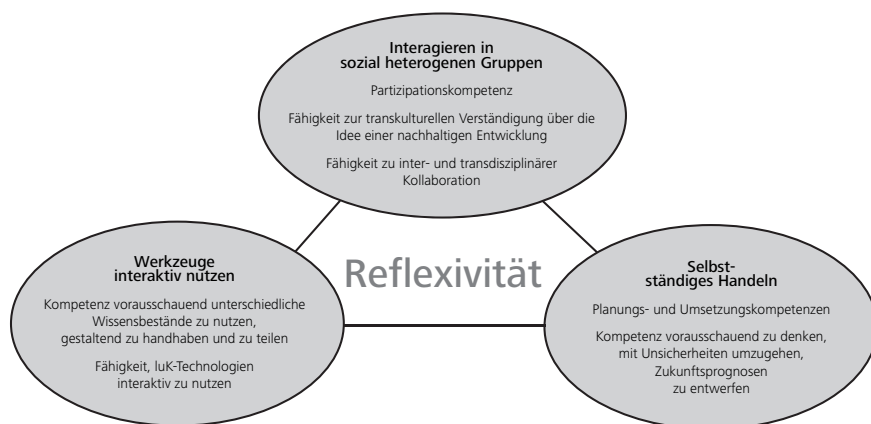 Interagieren in
sozial heterogenen Gruppen
Partizipationskompetenz
Fähigkeit zur transkulturellen Verständigung über die
Idee einer nachhaltigen Entwicklung
Fähigkeit zu inter- und transdisziplinärer
Kollaboration
Werkzeuge
interaktiv nutzen
Kompetenz vorausschauend unterschiedliche
Wissensbestände zu nutzen,
gestaltend zu handhaben und zu teilen
Fähigkeit, IuK-Technologien
interaktiv zu nutzen
Reflexivität
Selbst-
ständiges Handeln
Planungs- und Umsetzungskompetenzen
Kompetenz vorausschauend zu denken,
mit Unsicherheiten umzugehen,
Zukunftsprognosen
zu entwerfen